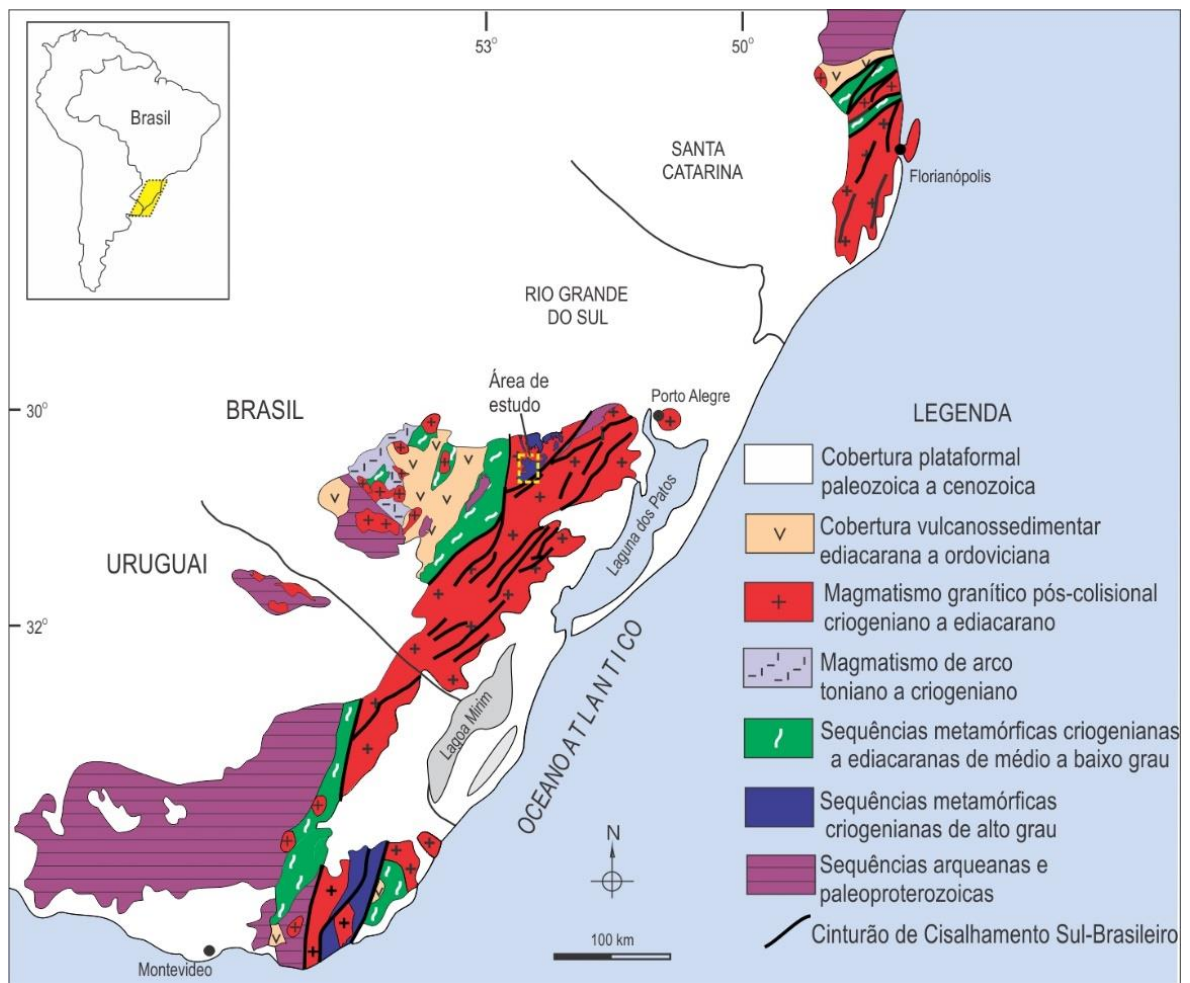 Brasil
53°
50°
SANTA
CATARINA
Florianópolis
RIO GRANDE
DO SUL
Área de
estudo
Porto Alegre
30°
BRASIL
URUGUAI
Laguna dos Patos
32°
Lagoa Mirim
OCEANO ATLANTICO
N
100 km
Montevideo
LEGENDA
Cobertura plataformal
paleozoica a cenozoica
Cobertura vulcanossedimentar
ediacarana a ordoviciana
Magmatismo granítico pós-colisional
criogeniano a ediacarano
Magmatismo de arco
toniano a criogeniano
Sequências metamórficas criogenianas
a ediacaranas de médio a baixo grau
Sequências metamórficas
criogenianas de alto grau
Sequências arqueanas e
paleoproterozoicas
Cinturão de Cisalhamento Sul-Brasileiro